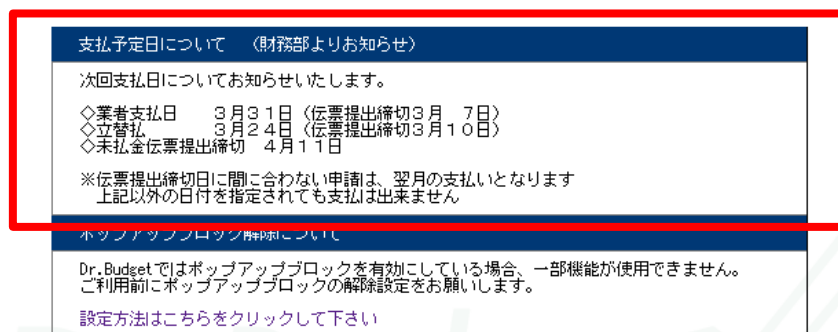 支払予定日について　（財務部よりお知らせ）
次回支払日についてお知らせいたします。
◇業者支払日　　３月３１日（伝票提出締切３月　７日）
◇立替払　　　　３月２４日（伝票提出締切３月１０日）
◇未払金伝票提出締切　４月１１日
※伝票提出締切日に間に合わない申請は、翌月の支払いとなります
上記以外の日付を指定されても支払は出来ません
ポップアップブロック解除について
Dr.Budgetではポップアップブロックを有効にしている場合、一部機能が使用できません。
ご利用前にポップアップブロックの解除設定をお願いします。
設定方法はこちらをクリックして下さい